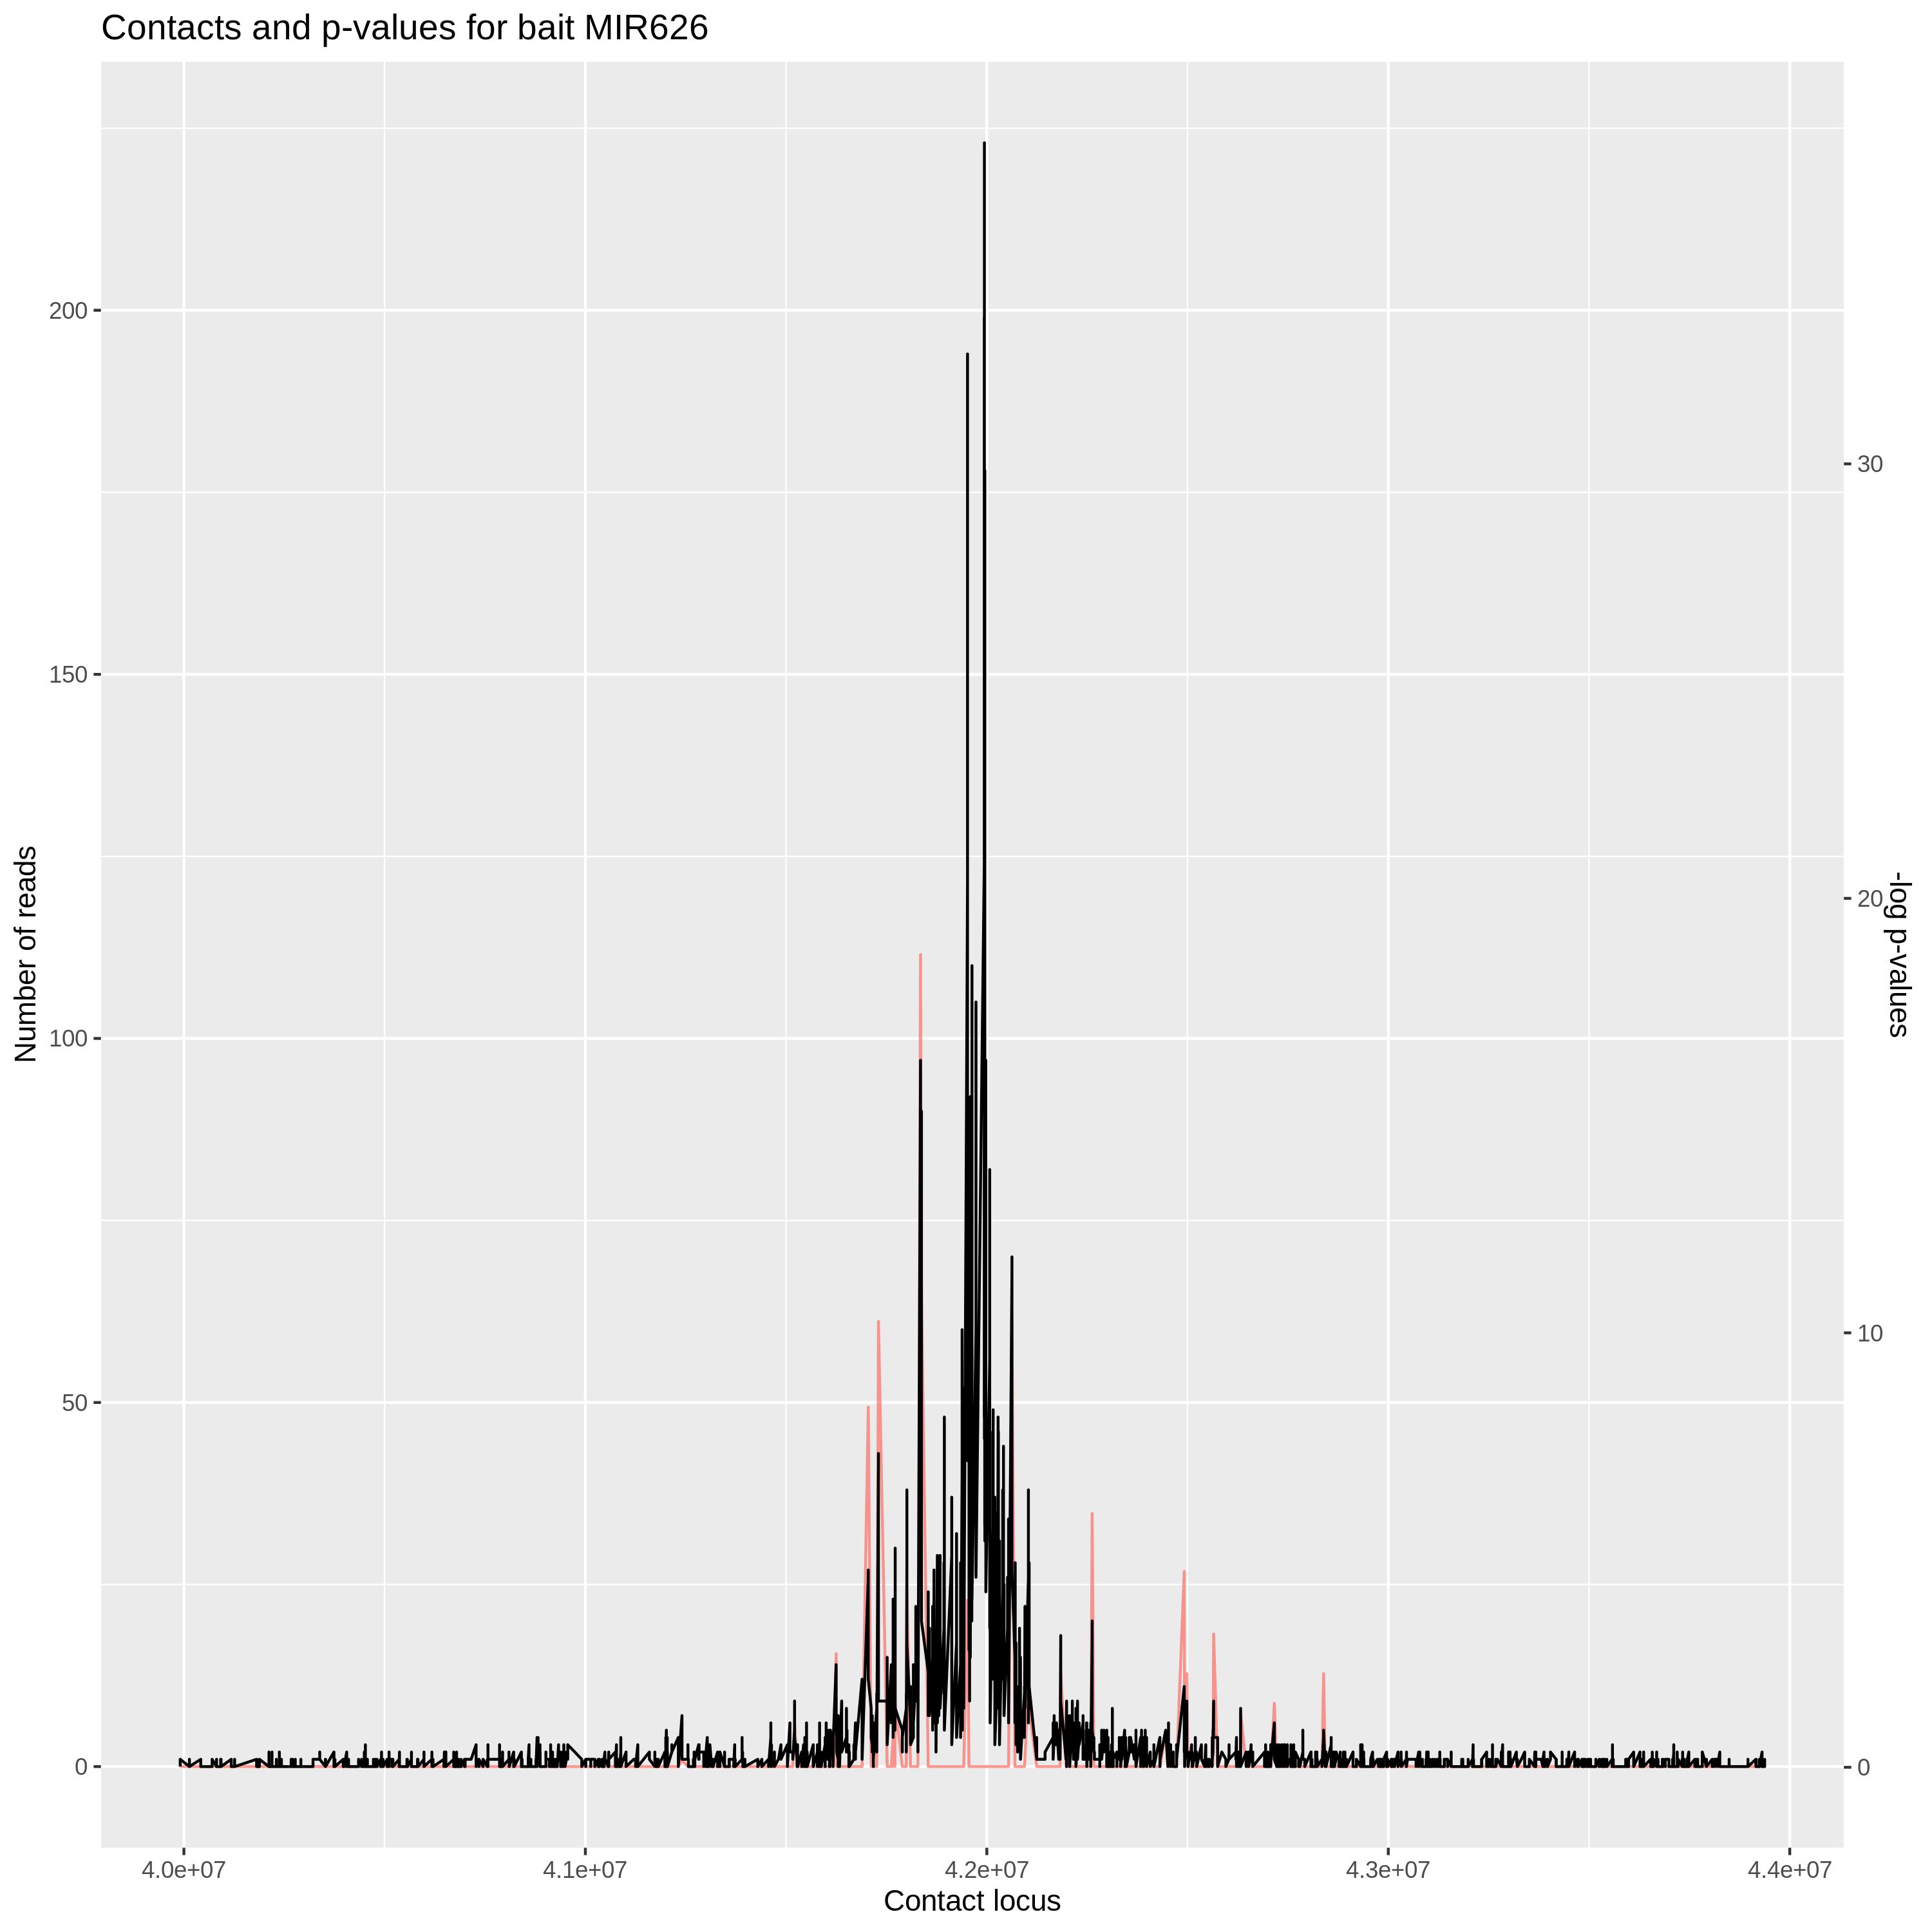 Contacts and p-values for bait MIR626
Number of reads
200
150
100
50
0
30
20
10
0
-log p-values
4.0e+07 4.1e+07 4.2e+07 4.3e+07 4.4e+07
Contact locus